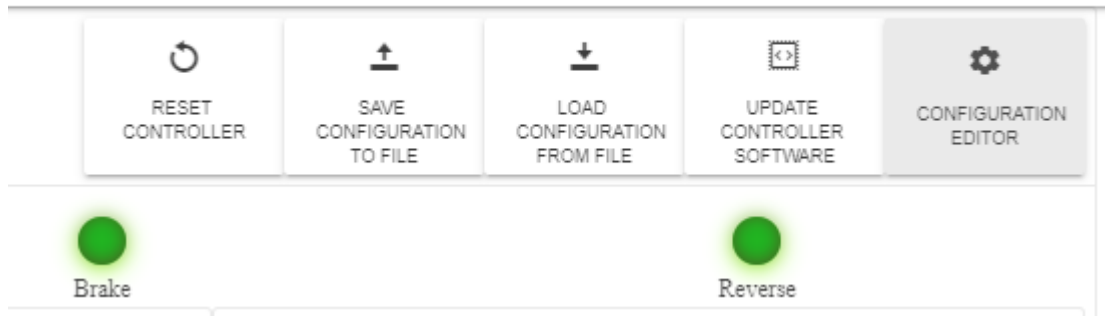 RESET
CONTROLLER
SAVE
CONFIGURATION
TO FILE
LOAD
CONFIGURATION
FROM FILE
UPDATE
CONTROLLER
SOFTWARE
CONFIGURATION
EDITOR
Brake
Reverse